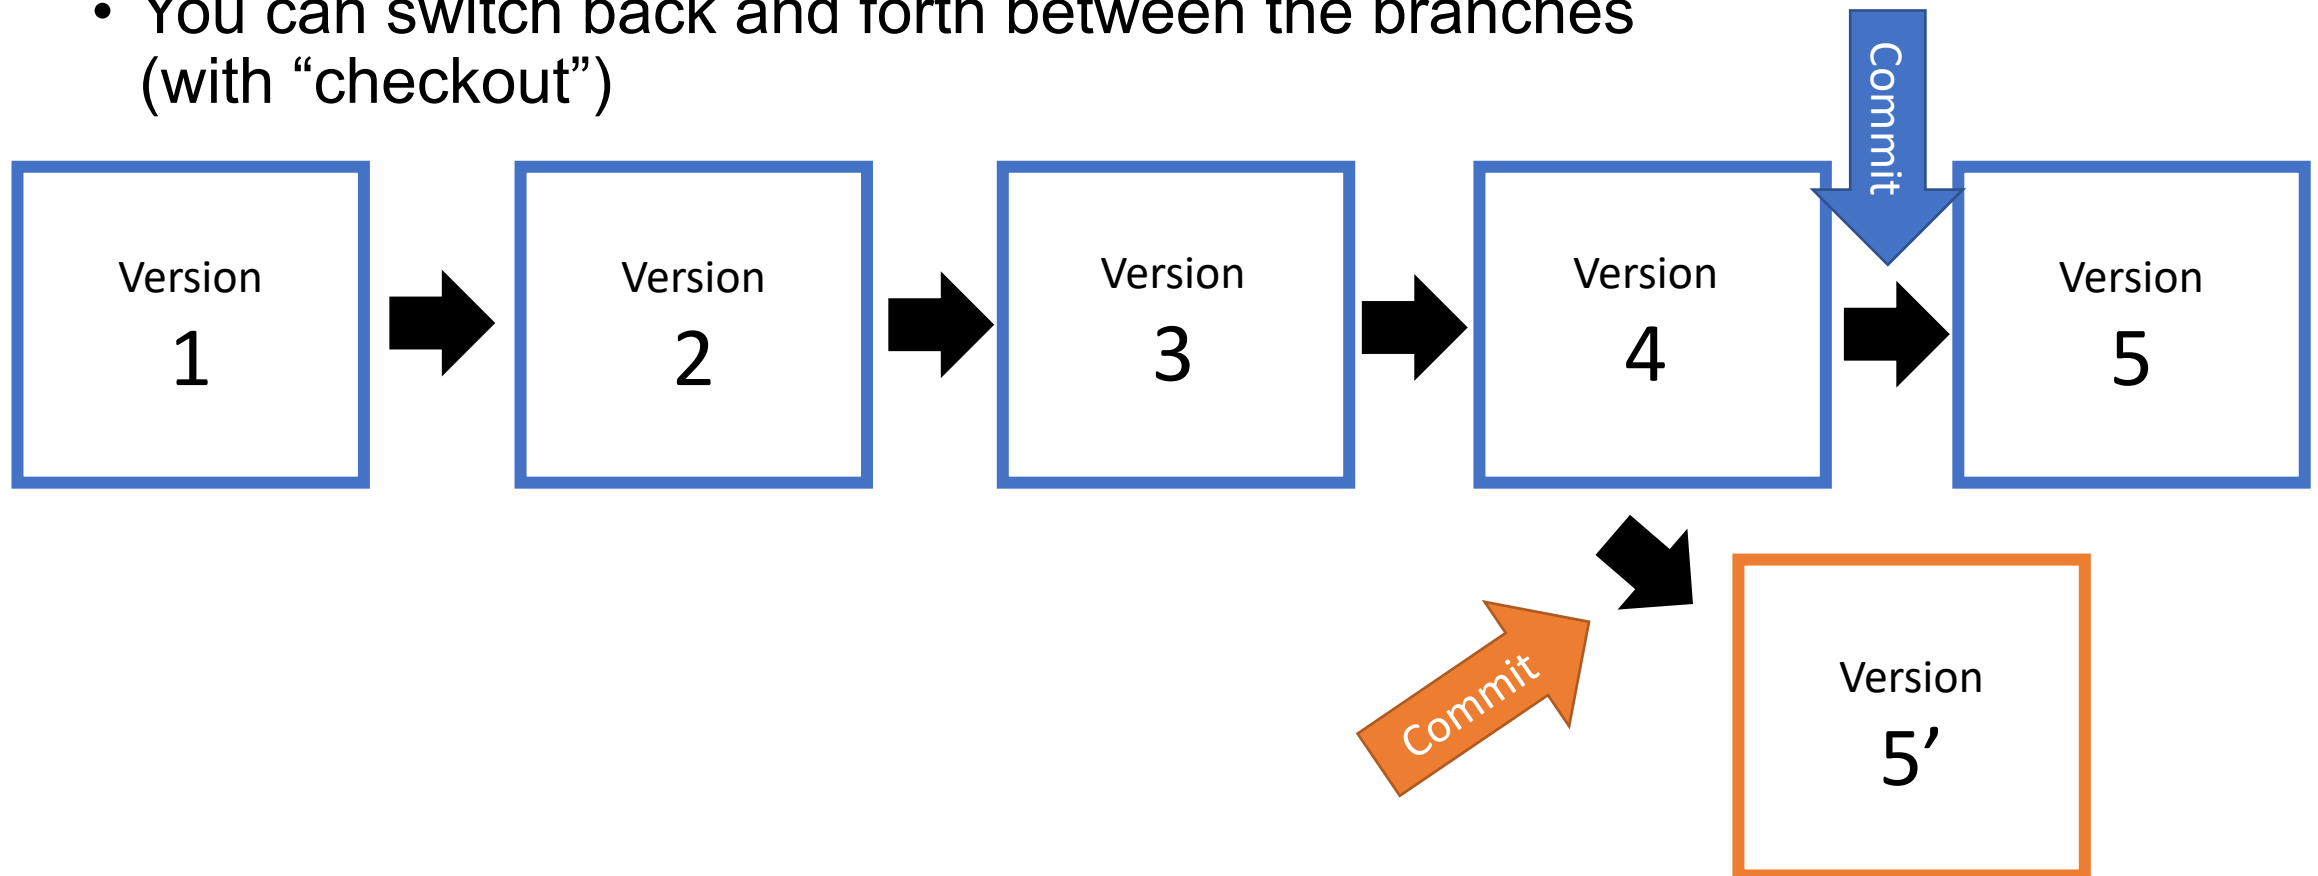 • You can switch back and forth between the branches
(with “checkout”)
Commit
Version
1
Version
2
Version
3
Version
4
Version
5
Commit
Version
5′